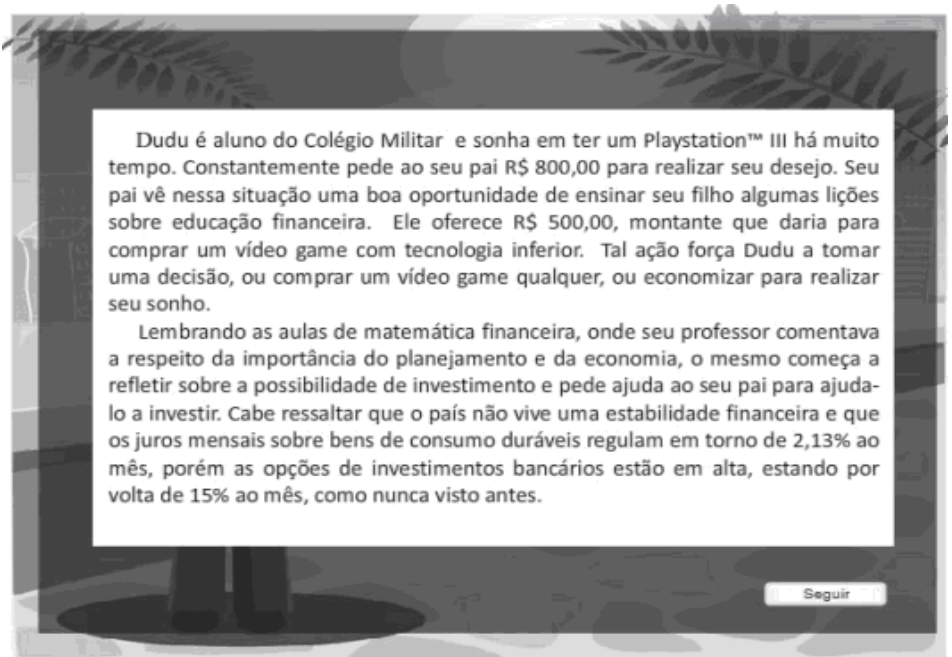 Dudu é aluno do Colégio Militar e sonha em ter um Playstation™ III há muito
tempo. Constantemente pede ao seu pai R$ 800,00 para realizar seu desejo. Seu
pai vê nessa situação uma boa oportunidade de ensinar seu filho algumas lições
sobre educação financeira. Ele oferece R$ 500,00, montante que daria para
comprar um vídeo game com tecnologia inferior. Tal ação força Dudu a tomar
uma decisão, ou comprar um vídeo game qualquer, ou economizar para realizar
seu sonho.
Lembrando as aulas de matemática financeira, onde seu professor comentava
a respeito da importância do planejamento e da economia, o mesmo começa a
refletir sobre a possibilidade de investimento e pede ajuda ao seu pai para ajuda-
lo a investir. Cabe ressaltar que o país não vive uma estabilidade financeira e que
os juros mensais sobre bens de consumo duráveis regulam em torno de 2,13% ao
mês, porém as opções de investimentos bancários estão em alta, estando por
volta de 15% ao mês, como nunca visto antes.
Seguir